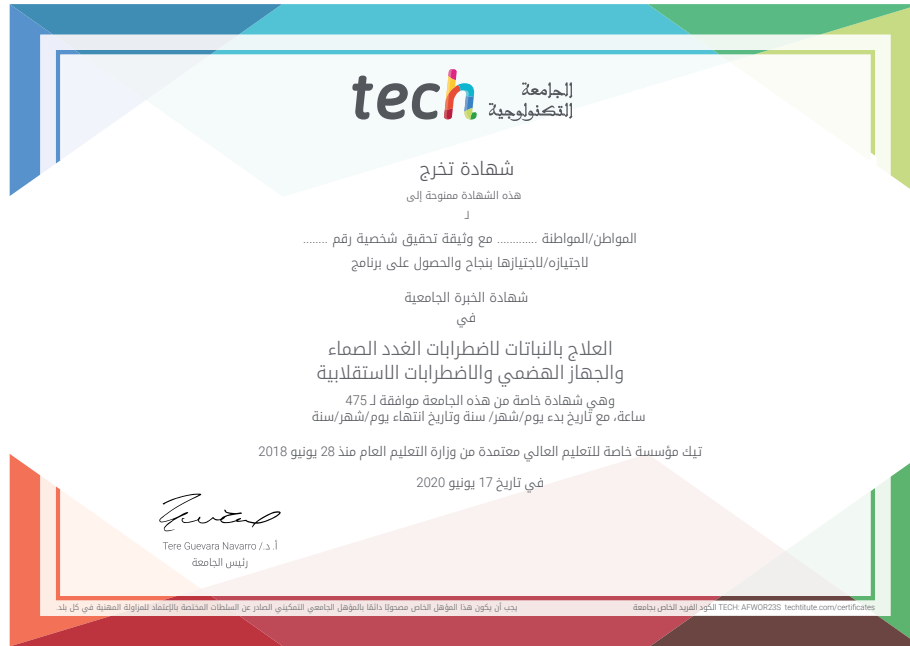 tech الجامعة
التكنولوجية
شهادة تخرج
هذه الشهادة ممنوحة إلى
لـ
المواطن/المواطنة ............ مع وثيقة تحقيق شخصية رقم ........
لاجتيازه/لاجتيازها بنجاح والحصول على برنامج
شهادة الخبرة الجامعية
في
العلاج بالنباتات لاضطرابات الغدد الصماء
والجهاز الهضمي والاضطرابات الاستقلابية
وهي شهادة خاصة من هذه الجامعة موافقة لـ 475
ساعة، مع تاريخ بدء يوم/شهر/ سنة وتاريخ انتهاء يوم/شهر/سنة
تيك مؤسسة خاصة للتعليم العالي معتمدة من وزارة التعليم العام منذ 28 يونيو 2018
في تاريخ 17 يونيو 2020
أ. د./ Tere Guevara Navarro
رئيس الجامعة
يجب أن يكون هذا المؤهل الخاص مصحوبًا دائمًا بالمؤهل الجامعي التمكيني الصادر عن السلطات المختصة بالإعتماد للمزاولة المهنية في كل بلد.
الكود الفريد الخاص بجامعة TECH: AFWOR23S techtitute.com/certificates